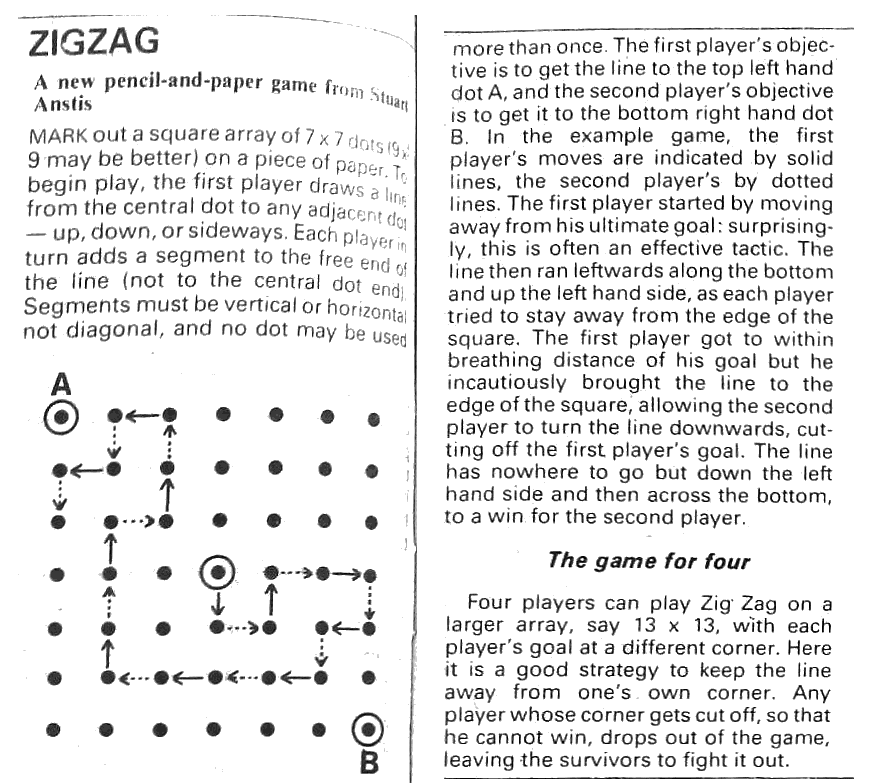 ZIGZAG
A new pencil-and-paper game from Stuart
Anstis
MARK out a square array of 7 x 7 dots (9 x
9 may be better) on a piece of paper. To
begin play, the first player draws a line
from the central dot to any adjacent dot
— up, down, or sideways. Each player in
turn adds a segment to the free end of
the line (not to the central dot end).
Segments must be vertical or horizontal
not diagonal, and no dot may be used
A
B
more than once. The first player's objec-
tive is to get the line to the top left hand
dot A, and the second player's objective
is to get it to the bottom right hand dot
B. In the example game, the first
player's moves are indicated by solid
lines, the second player's by dotted
lines. The first player started by moving
away from his ultimate goal: surprising-
ly, this is often an effective tactic. The
line then ran leftwards along the bottom
and up the left hand side, as each player
tried to stay away from the edge of the
square. The first player got to within
breathing distance of his goal but he
incautiously brought the line to the
edge of the square, allowing the second
player to turn the line downwards, cut-
ting off the first player's goal. The line
has nowhere to go but down the left
hand side and then across the bottom,
to a win for the second player.
The game for four
Four players can play Zig Zag on a
larger array, say 13 x 13, with each
player's goal at a different corner. Here
it is a good strategy to keep the line
away from one's own corner. Any
player whose corner gets cut off, so that
he cannot win, drops out of the game,
leaving the survivors to fight it out.